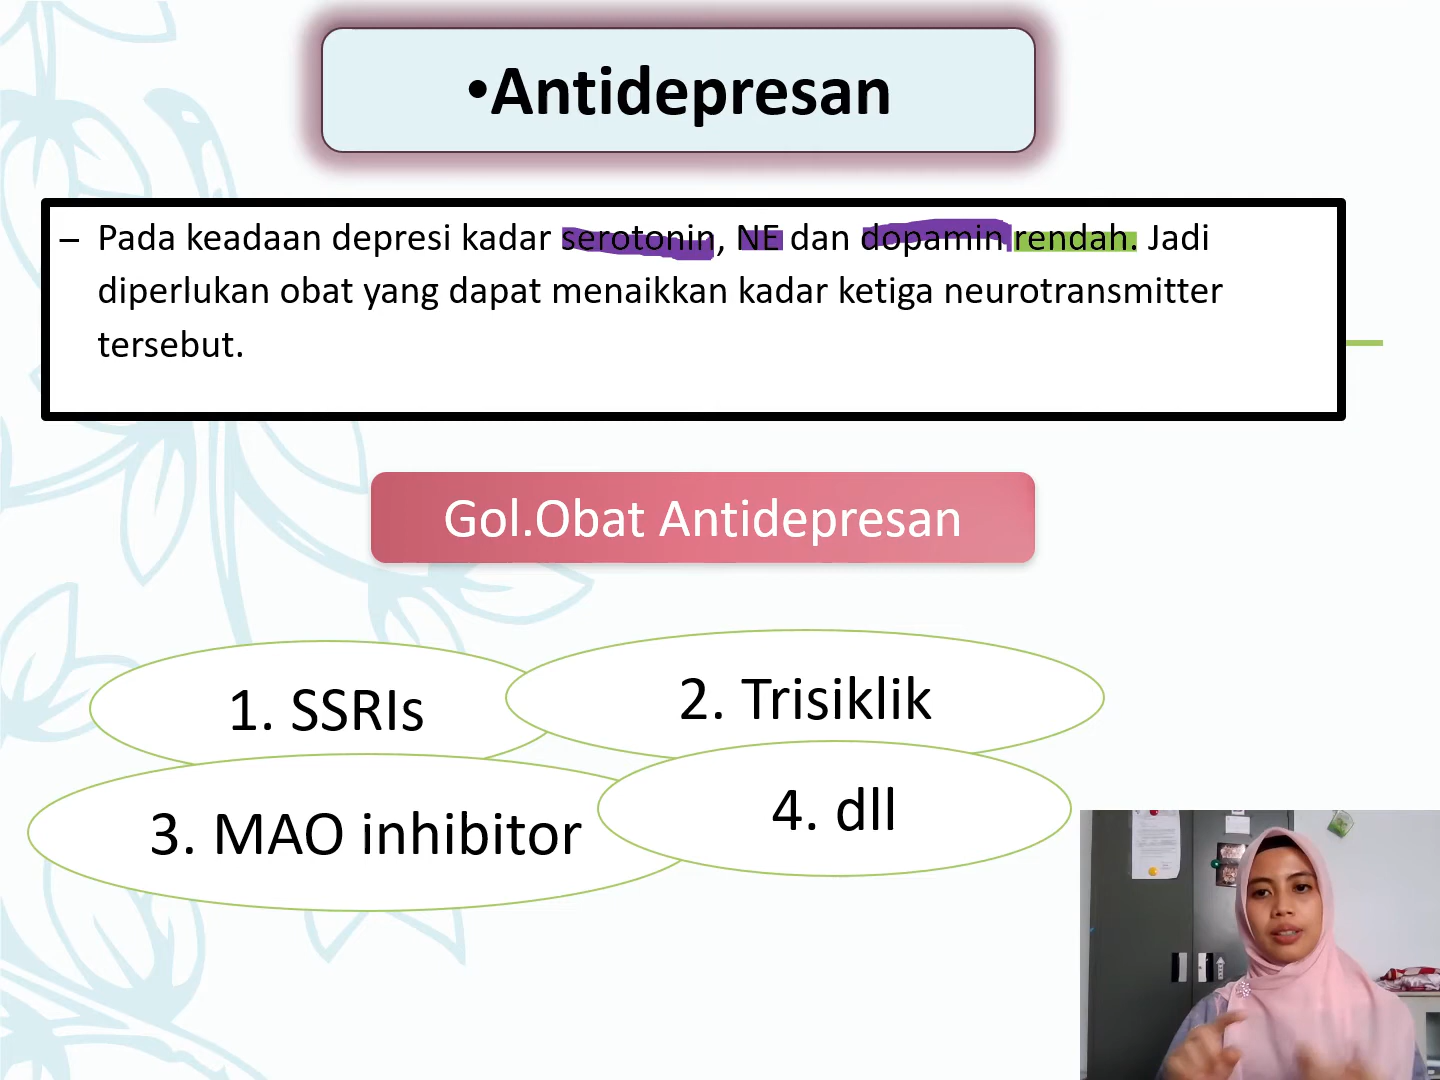 •Antidepresan
– Pada keadaan depresi kadar serotonin, NE dan dopamin rendah. Jadi
diperlukan obat yang dapat menaikkan kadar ketiga neurotransmitter
tersebut.
Gol.Obat Antidepresan
1. SSRIs
2. Trisiklik
3. MAO inhibitor
4. dll